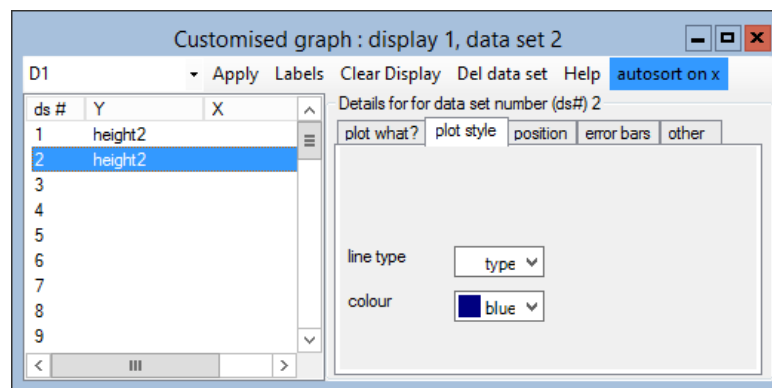 Customised graph : display 1, data set 2
D1 Apply Labels Clear Display Del data set Help autosort on x
ds # Y X
1 height2
2 height2
3
4
5
6
7
8
9
Details for for data set number (ds#) 2
plot what? plot style position error bars other
line type type
colour blue